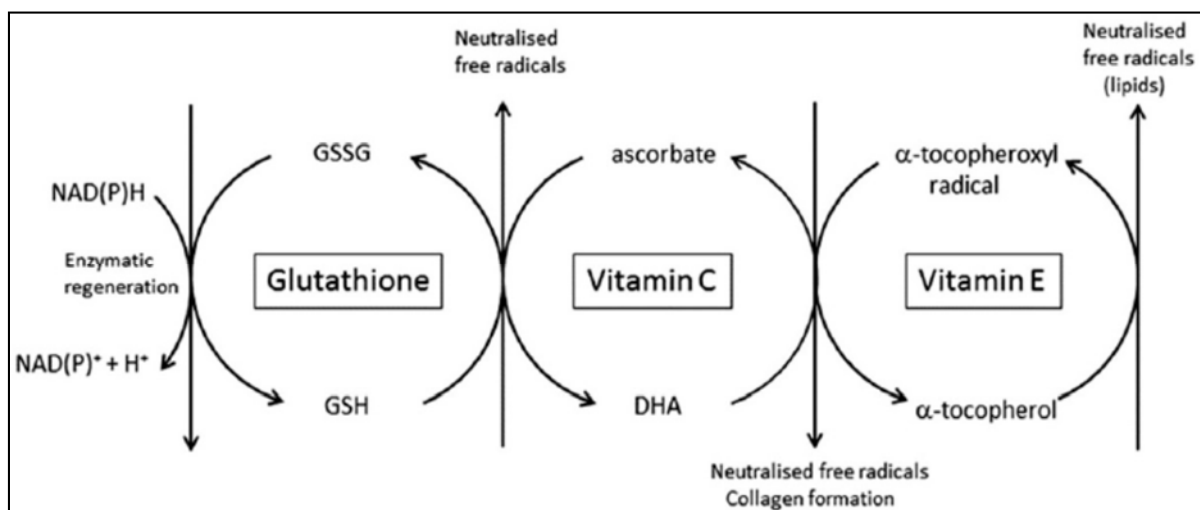 Neutralised
free radicals
Neutralised
free radicals
(lipids)
GSSG
ascorbate
α-tocopheroxyl
radical
NAD(P)H
Enzymatic
regeneration
Glutathione
Vitamin C
Vitamin E
NAD(P)⁺ + H⁺
GSH
DHA
α-tocopherol
Neutralised free radicals
Collagen formation